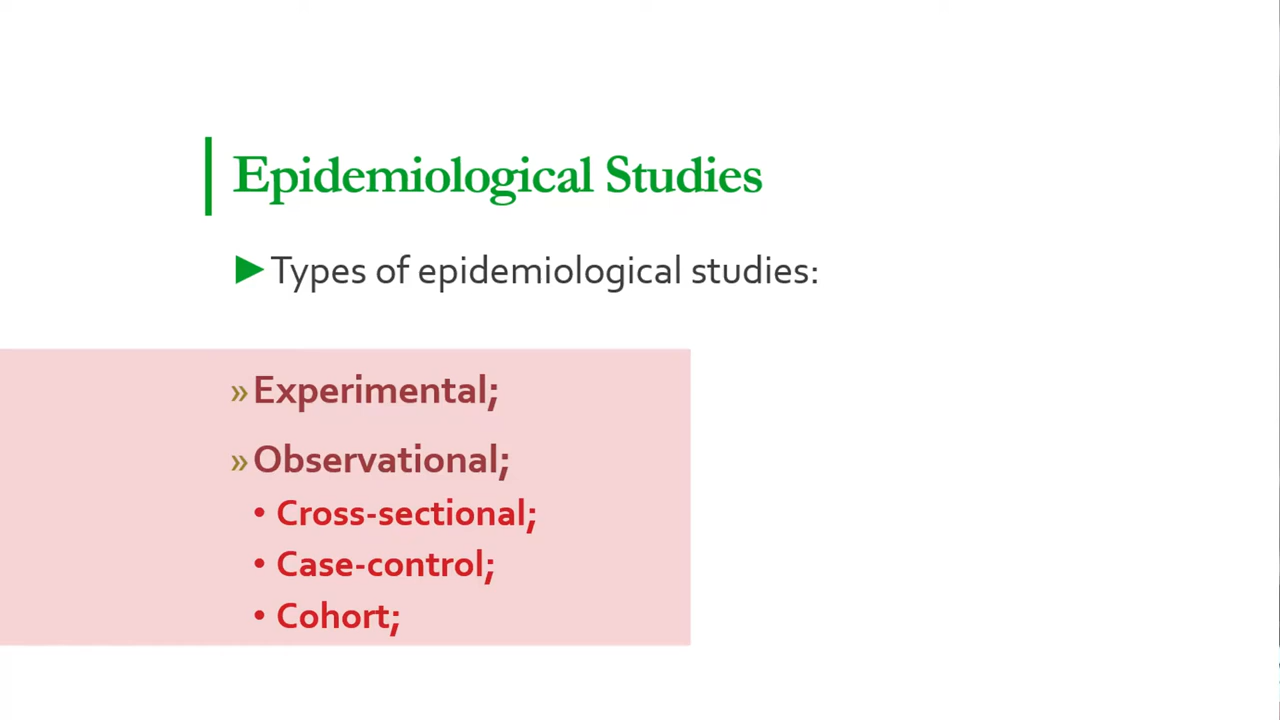 Epidemiological Studies
►Types of epidemiological studies:
»Experimental;
»Observational;
• Cross-sectional;
• Case-control;
• Cohort;